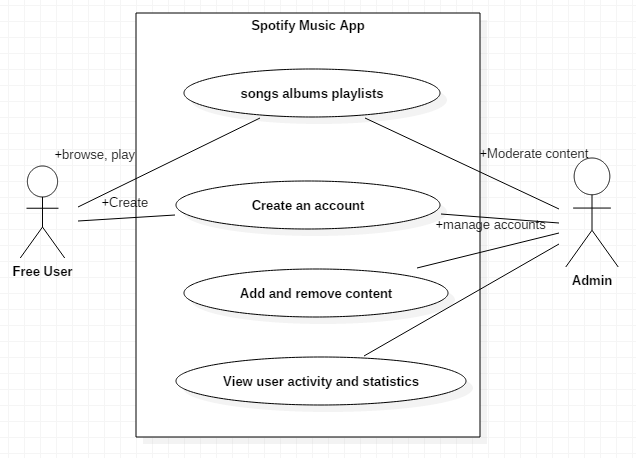 Spotify Music App
songs albums playlists
+browse, play
+Moderate content
+Create
Create an account
+manage accounts
Free User
Admin
Add and remove content
View user activity and statistics